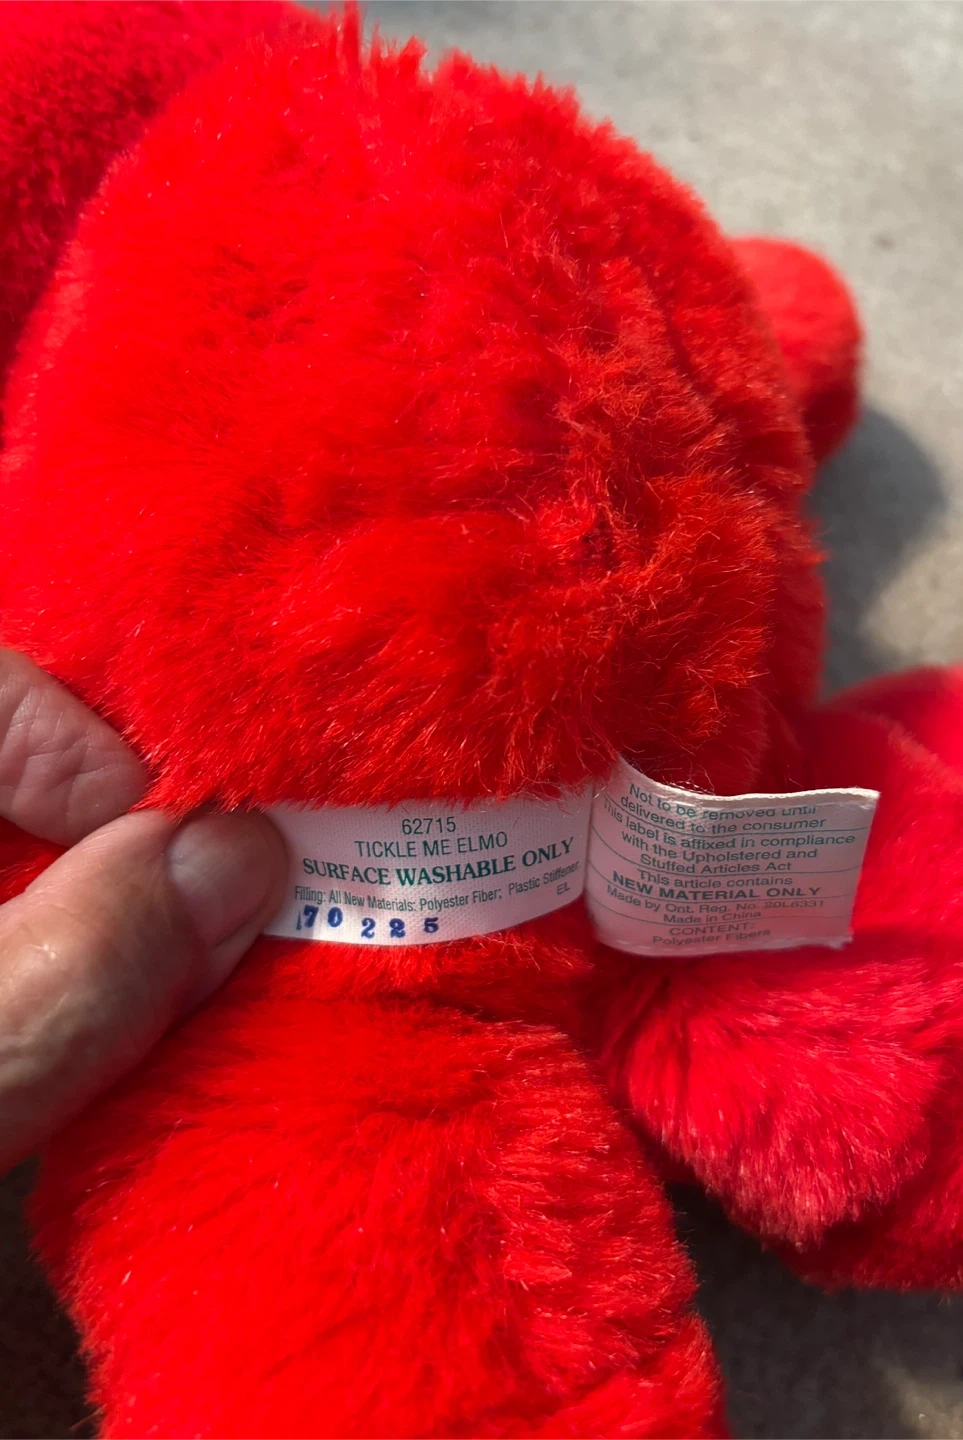 62715
TICKLE ME ELMO
SURFACE WASHABLE ONLY
Filling: All New Materials: Polyester Fiber; Plastic Stiffener.
EL
170 225
Not to be removed until
delivered to the consumer
This label is affixed in compliance
with the Upholstered and
Stuffed Articles Act
This article contains
NEW MATERIAL ONLY
Made by Ont. Reg. No. 20L6331
Made in China
CONTENT:
Polyester Fibers